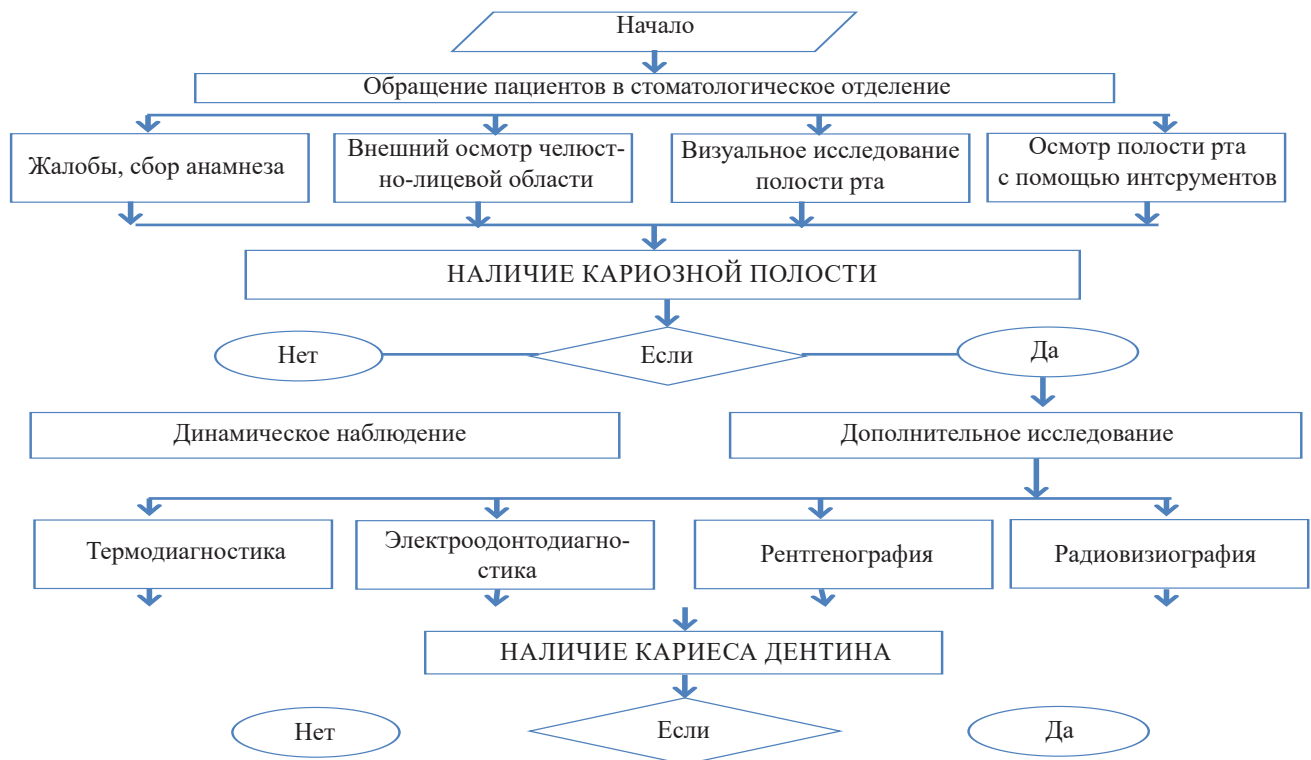 Начало
Обращение пациентов в стоматологическое отделение
Жалобы, сбор анамнеза
Внешний осмотр челюст-
но-лицевой области
Визуальное исследование
полости рта
Осмотр полости рта
с помощью интсрументов
НАЛИЧИЕ КАРИОЗНОЙ ПОЛОСТИ
Нет
Если
Да
Динамическое наблюдение
Дополнительное исследование
Термодиагностика
Электроодонтодиагно-
стика
Рентгенография
Радиовизиография
НАЛИЧИЕ КАРИЕСА ДЕНТИНА
Нет
Если
Да